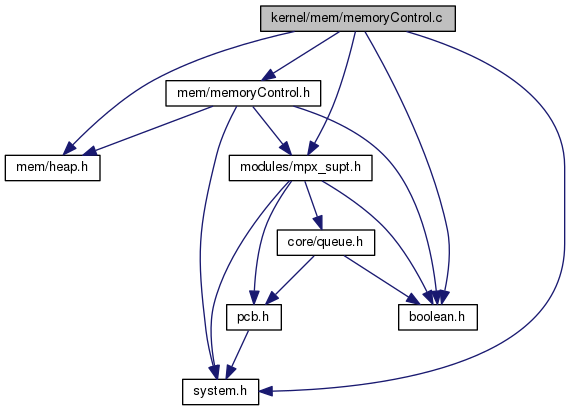 kernel/mem/memoryControl.c
mem/memoryControl.h
mem/heap.h
modules/mpx_supt.h
core/queue.h
pcb.h
boolean.h
system.h